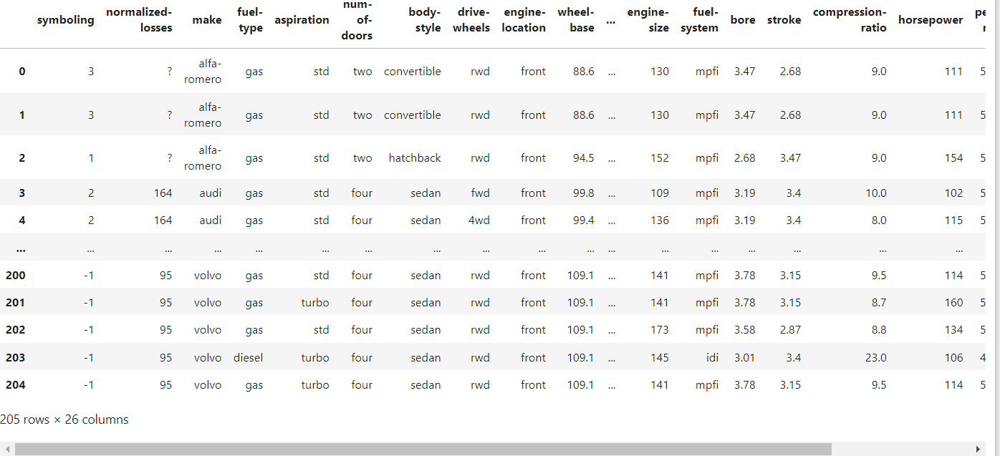 symboling normalized-losses make fuel-type aspiration num-of-doors body-style drive-wheels engine-location wheel-base ... engine-size fuel-system bore stroke compression-ratio horsepower
0 3 ? alfa-romero gas std two convertible rwd front 88.6 ... 130 mpfi 3.47 2.68 9.0 111 5
1 3 ? alfa-romero gas std two convertible rwd front 88.6 ... 130 mpfi 3.47 2.68 9.0 111 5
2 1 ? alfa-romero gas std two hatchback rwd front 94.5 ... 152 mpfi 2.68 3.47 9.0 154 5
3 2 164 audi gas std four sedan fwd front 99.8 ... 109 mpfi 3.19 3.4 10.0 102 5
4 2 164 audi gas std four sedan 4wd front 99.4 ... 136 mpfi 3.19 3.4 8.0 115 5
... ... ... ... ... ... ... ... ... ... ... ... ... ... ... ... ... ...
200 -1 95 volvo gas std four sedan rwd front 109.1 ... 141 mpfi 3.78 3.15 9.5 114 5
201 -1 95 volvo gas turbo four sedan rwd front 109.1 ... 141 mpfi 3.78 3.15 8.7 160 5
202 -1 95 volvo gas std four sedan rwd front 109.1 ... 173 mpfi 3.58 2.87 8.8 134 5
203 -1 95 volvo diesel turbo four sedan rwd front 109.1 ... 145 idi 3.01 3.4 23.0 106 4
204 -1 95 volvo gas turbo four sedan rwd front 109.1 ... 141 mpfi 3.78 3.15 9.5 114 5
205 rows × 26 columns